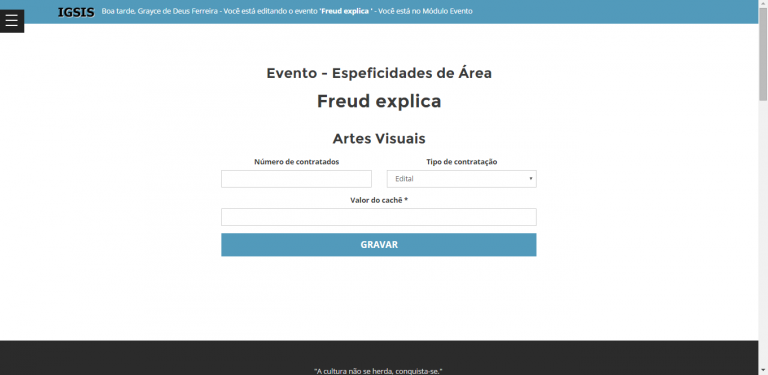 IGSIS Boa tarde, Grayce de Deus Ferreira - Você está editando o evento 'Freud explica ' - Você está no Módulo Evento
Evento - Espeficidades de Área
Freud explica
Artes Visuais
Número de contratados Tipo de contratação
Edital
Valor do cachê *
GRAVAR
"A cultura não se herda, conquista-se."